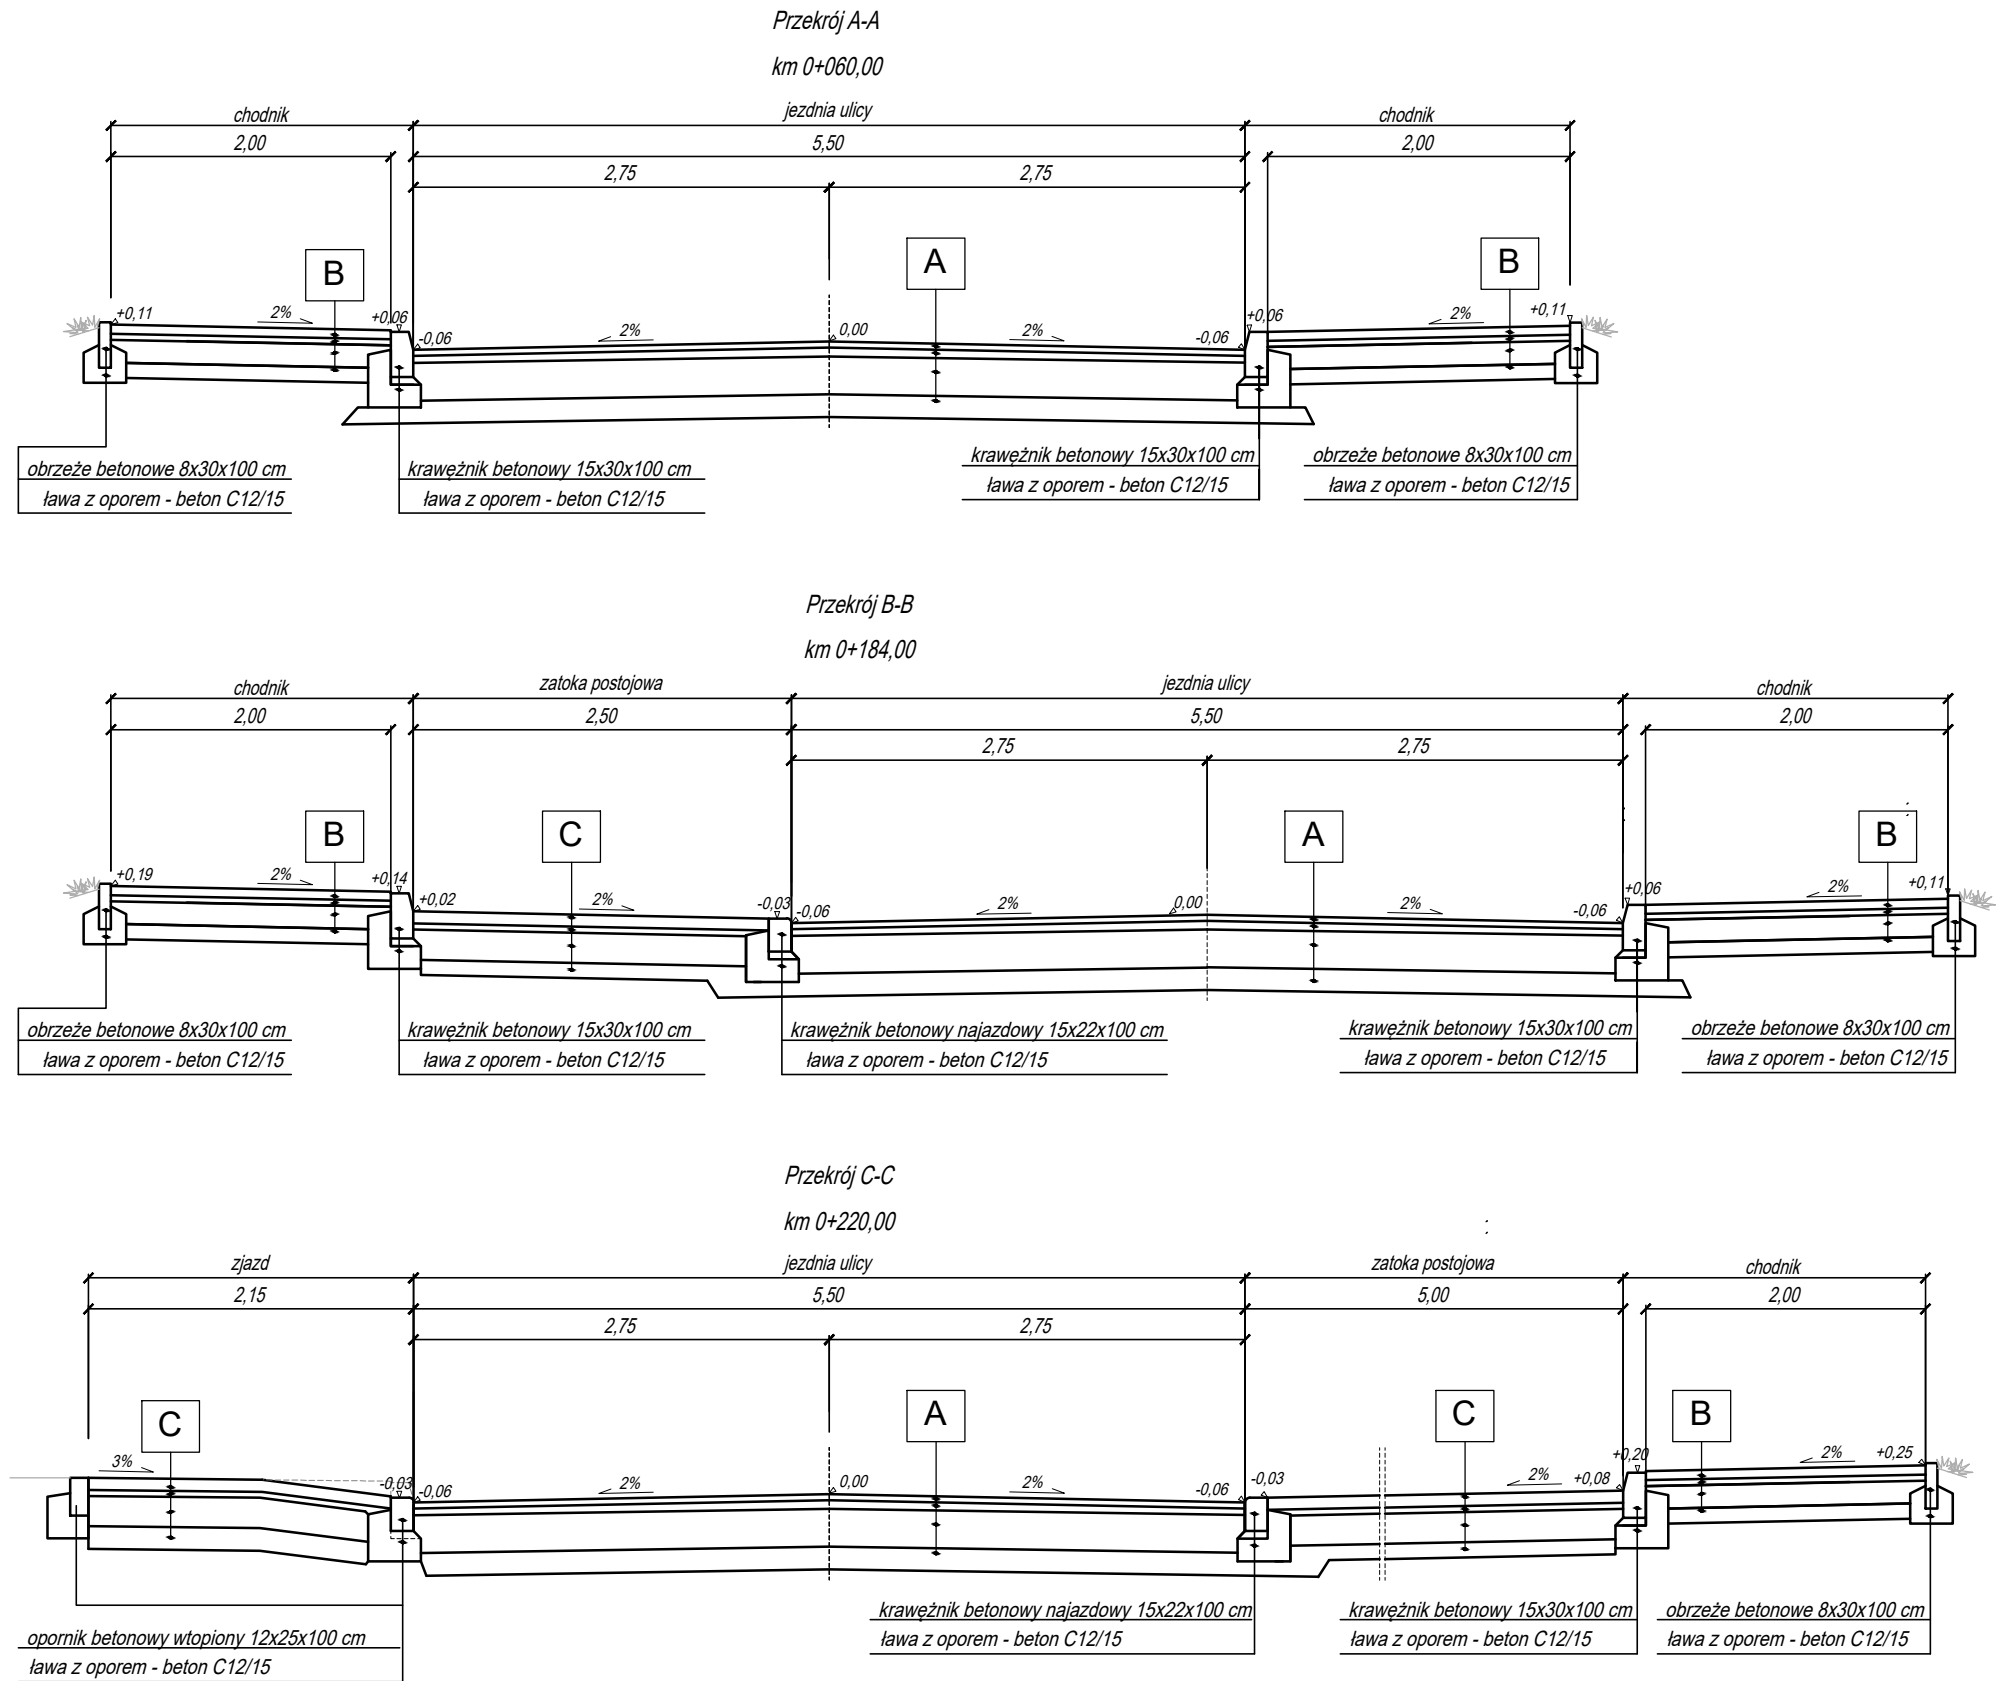 Przekrój A-A
km 0+060,00
chodnik jezdnia ulicy chodnik
2,00 5,50 2,00
2,75 2,75
B A B
+0,11 2% +0,06 -0,06 2% 0,00 2% -0,06 +0,06 2% +0,11
obrzeże betonowe 8x30x100 cm
ława z oporem - beton C12/15
krawężnik betonowy 15x30x100 cm
ława z oporem - beton C12/15
krawężnik betonowy 15x30x100 cm
ława z oporem - beton C12/15
obrzeże betonowe 8x30x100 cm
ława z oporem - beton C12/15
Przekrój B-B
km 0+184,00
chodnik zatoka postojowa jezdnia ulicy chodnik
2,00 2,50 5,50 2,00
2,75 2,75
B C A B
+0,19 2% +0,14 +0,02 2% -0,03 -0,06 2% 0,00 2% -0,06 +0,06 2% +0,11
obrzeże betonowe 8x30x100 cm
ława z oporem - beton C12/15
krawężnik betonowy 15x30x100 cm
ława z oporem - beton C12/15
krawężnik betonowy najazdowy 15x22x100 cm
ława z oporem - beton C12/15
krawężnik betonowy 15x30x100 cm
ława z oporem - beton C12/15
obrzeże betonowe 8x30x100 cm
ława z oporem - beton C12/15
Przekrój C-C
km 0+220,00
zjazd jezdnia ulicy zatoka postojowa chodnik
2,15 5,50 5,00 2,00
2,75 2,75
C A C B
3% -0,03 -0,06 2% 0,00 2% -0,06 -0,03 2% +0,08 +0,20 2% +0,25
opornik betonowy wtopiony 12x25x100 cm
ława z oporem - beton C12/15
krawężnik betonowy najazdowy 15x22x100 cm
ława z oporem - beton C12/15
krawężnik betonowy 15x30x100 cm
ława z oporem - beton C12/15
obrzeże betonowe 8x30x100 cm
ława z oporem - beton C12/15